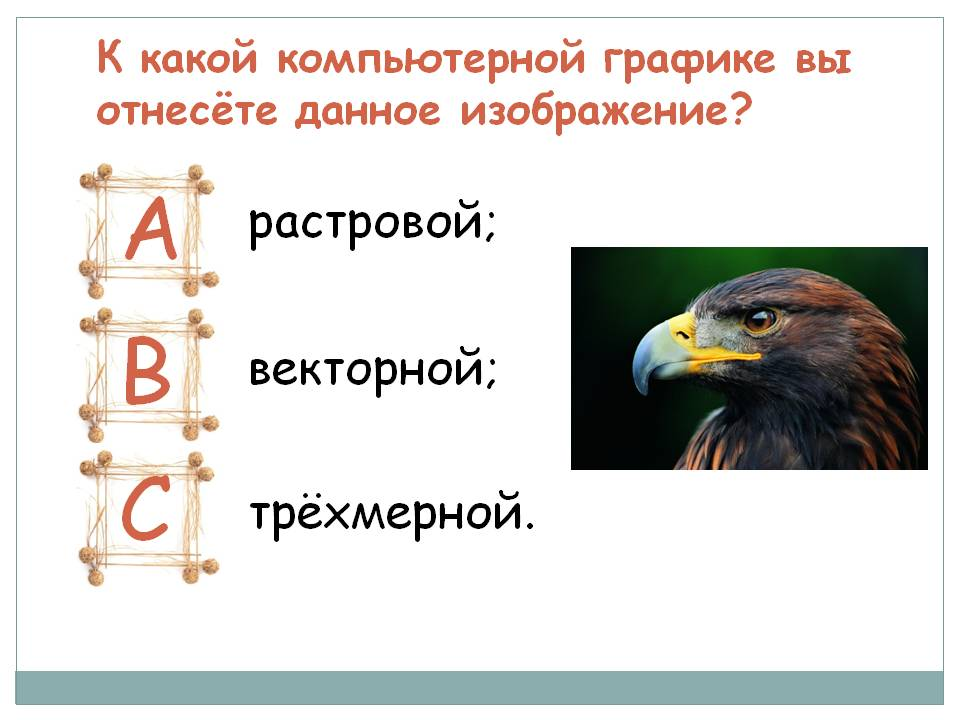 К какой компьютерной графике вы
отнесёте данное изображение?
A растровой;
B векторной;
C трёхмерной.